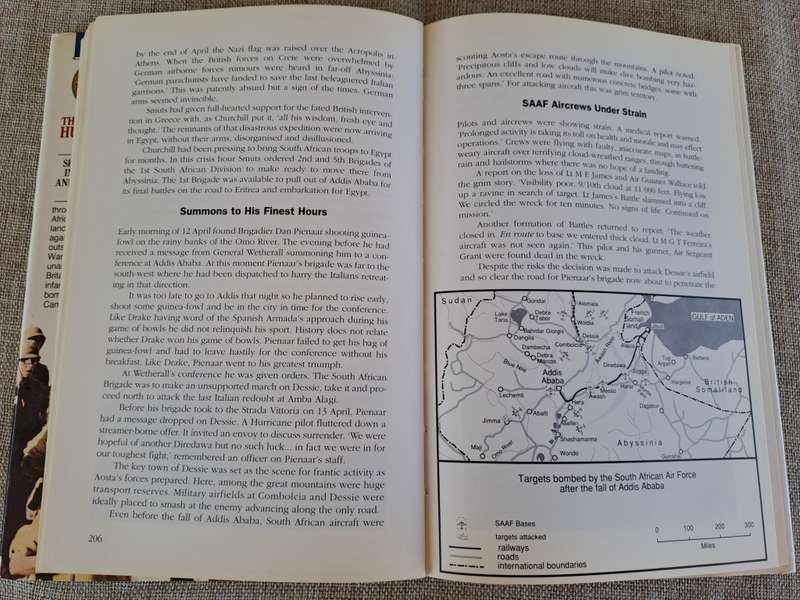 by the end of April the Nazi flag was raised over the Acropolis in
Athens. When the British forces on Crete were overwhelmed by
German airborne forces rumours were heard in far-off Abyssinia:
'German parachutists have landed to save the last beleaguered Italian
garrisons.' This was patently absurd but a sign of the times. German
arms seemed invincible.
Smuts had given full-hearted support for the fated British interven-
tion in Greece with, as Churchill put it, 'all his wisdom, fresh eye and
thought.' The remnants of that disastrous expedition were now arriving
in Egypt, without their arms, disorganised and disillusioned.
Churchill had been pressing to bring South African troops to Egypt
for months. In this crisis hour Smuts ordered 2nd and 5th Brigades of
the 1st South African Division to make ready to move there from
Abyssinia. The 1st Brigade was available to pull out of Addis Ababa for
its final battles on the road to Eritrea and embarkation for Egypt.
Summons to His Finest Hours
Early morning of 12 April found Brigadier Dan Pienaar shooting guinea-
fowl on the rainy banks of the Omo River. The evening before he had
received a message from General Wetherall summoning him to a con-
ference at Addis Ababa. At this moment Pienaar's brigade was far to the
south-west where he had been dispatched to harry the Italians retreat-
ing in that direction.
It was too late to go to Addis that night so he planned to rise early,
shoot some guinea-fowl and be in the city in time for the conference.
Like Drake having word of the Spanish Armada's approach during his
game of bowls he did not relinquish his sport. History does not relate
whether Drake won his game of bowls. Pienaar failed to get his bag of
guinea-fowl and had to leave hastily for the conference without his
breakfast. Like Drake, Pienaar went to his greatest triumph.
At Wetherall's conference he was given orders. The South African
Brigade was to make an unsupported march on Dessie, take it and pro-
ceed north to attack the last Italian redoubt at Amba Alagi.
Before his brigade took to the Strada Vittoria on 13 April, Pienaar
had a message dropped on Dessie. A Hurricane pilot fluttered down a
streamer-borne offer. It invited an envoy to discuss surrender. 'We were
hopeful of another Diredawa but no such luck... in fact we were in for
our toughest fight,' remembered an officer on Pienaar's staff.
The key town of Dessie was set as the scene for frantic activity as
Aosta's forces prepared. Here, among the great mountains were huge
transport reserves. Military airfields at Combolcia and Dessie were
ideally placed to smash at the enemy advancing along the only road.
Even before the fall of Addis Ababa, South African aircraft were
206
scouting Aosta's escape route through the mountains. A pilot noted:
'Precipitous cliffs and low clouds will make dive bombing very haz-
ardous. An excellent road with numerous concrete bridges, some with
three spans.' For attacking aircraft this was grim territory.
SAAF Aircrews Under Strain
Pilots and aircrews were showing strain. A medical report warned:
'Prolonged activity is taking its toll on health and morale and may effect
operations.' Crews were flying with faulty, inaccurate maps, in battle-
weary aircraft over terrifying cloud-wreathed ranges, through buffeting
rain and hailstorms where there was no hope of a landing.
A report on the loss of Lt M E James and Air Gunner Wallace told
the grim story. 'Visibility poor, 9/10th cloud at 11 000 feet. Flying low
up a ravine in search of target. Lt James's Battle slammed into a cliff.
We circled the wreck for ten minutes. No signs of life. Continued on
mission.'
Another formation of Battles returned to report. 'The weather
closed in. En route to base we entered thick cloud. Lt M G T Ferreira's
aircraft was not seen again.' This pilot and his gunner, Air Sergeant
Grant were found dead in the wreck.
Despite the risks the decision was made to attack Dessie's airfield
and so clear the road for Pienaar's brigade now about to penetrate the
Sudan
Gondar
Lake
Tana
Debra
Tabor
Alomata
Waldia
French
Somali
land
GULF of ADEN
Bahrdar Giorgis
Dangila
Dessie
Combolcia
Dambacha
Debra
Marcos
Blue Nile
Addis
Ababa
Awash River
Diredawa
Miesso
Awash
Harar
Berbera
Hargeisa
British
Somaliland
Lechemti
Abalti
Jimma
Dagabur
Shashamanna
Abyssinia
Maji
Omo River
Wondo
Targets bombed by the South African Air Force
after the fall of Addis Ababa
SAAF Bases
targets attacked
railways
roads
international boundaries
0 100 200 300
Miles